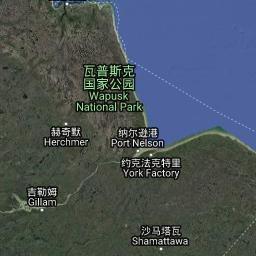 瓦普斯克
国家公园
Wapusk
National Park
赫奇默
Herchmer
纳尔逊港
Port Nelson
约克法克特里
York Factory
吉勒姆
Gillam
沙马塔瓦
Shamattawa